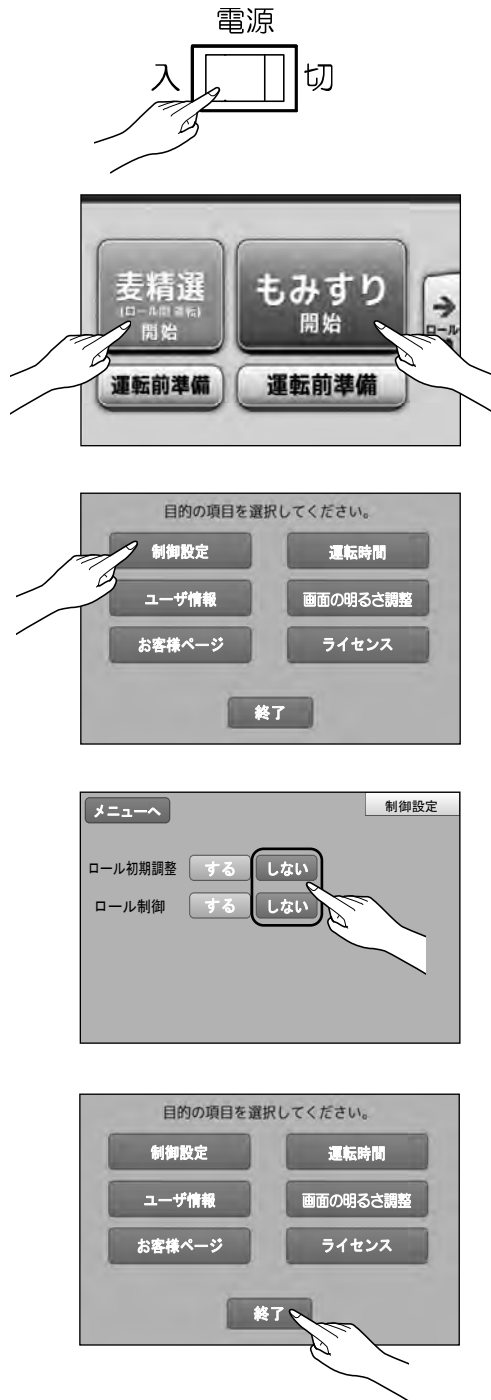 電源
入 切
麦精選 もみすり
(ロール間運転)
開始 開始
ロール
運転前準備 運転前準備
目的の項目を選択してください。
制御設定 運転時間
ユーザ情報 画面の明るさ調整
お客様ページ ライセンス
終了
メニューへ 制御設定
ロール初期調整 する しない
ロール制御 する しない
目的の項目を選択してください。
制御設定 運転時間
ユーザ情報 画面の明るさ調整
お客様ページ ライセンス
終了